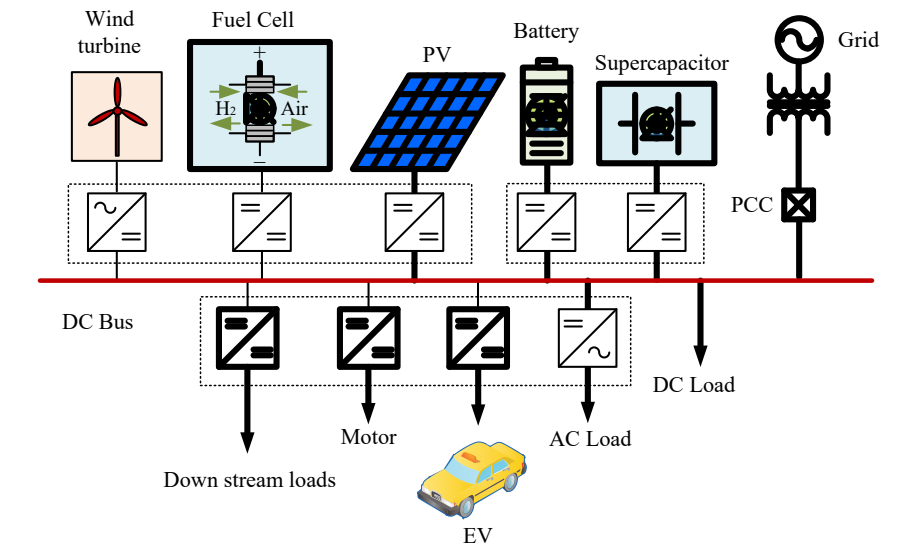 Wind
turbine
Fuel Cell
+
H2
Air
−
PV
Battery
Supercapacitor
Grid
PCC
DC Bus
DC Load
AC Load
Motor
Down stream loads
EV